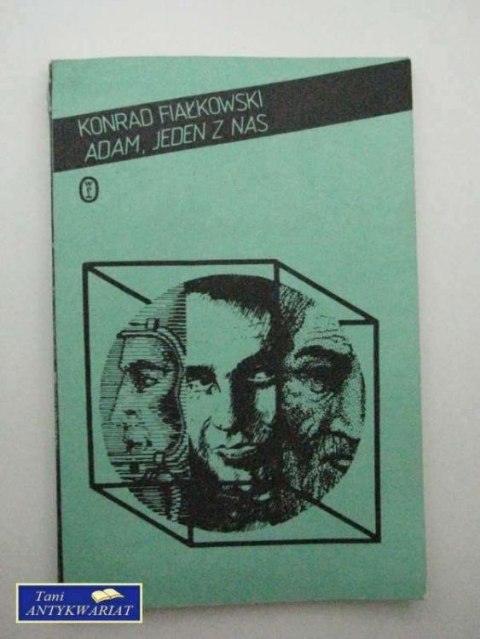 KONRAD FIAŁKOWSKI
ADAM, JEDEN Z NAS
Tani
ANTYKWARIAT